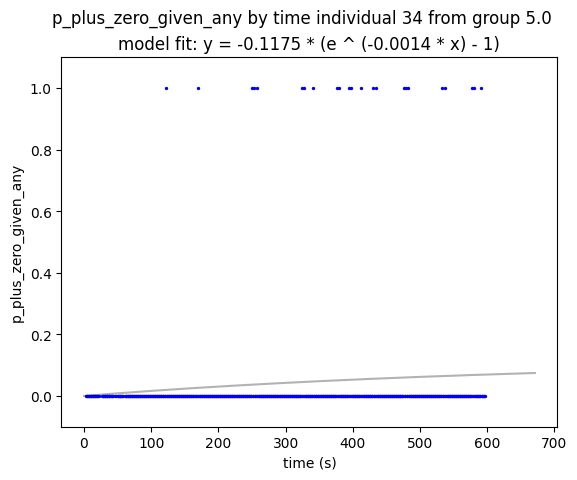 p_plus_zero_given_any by time individual 34 from group 5.0
model fit: y = -0.1175 * (e ^ (-0.0014 * x) - 1)
p_plus_zero_given_any
1.0
0.8
0.6
0.4
0.2
0.0
0 100 200 300 400 500 600 700
time (s)